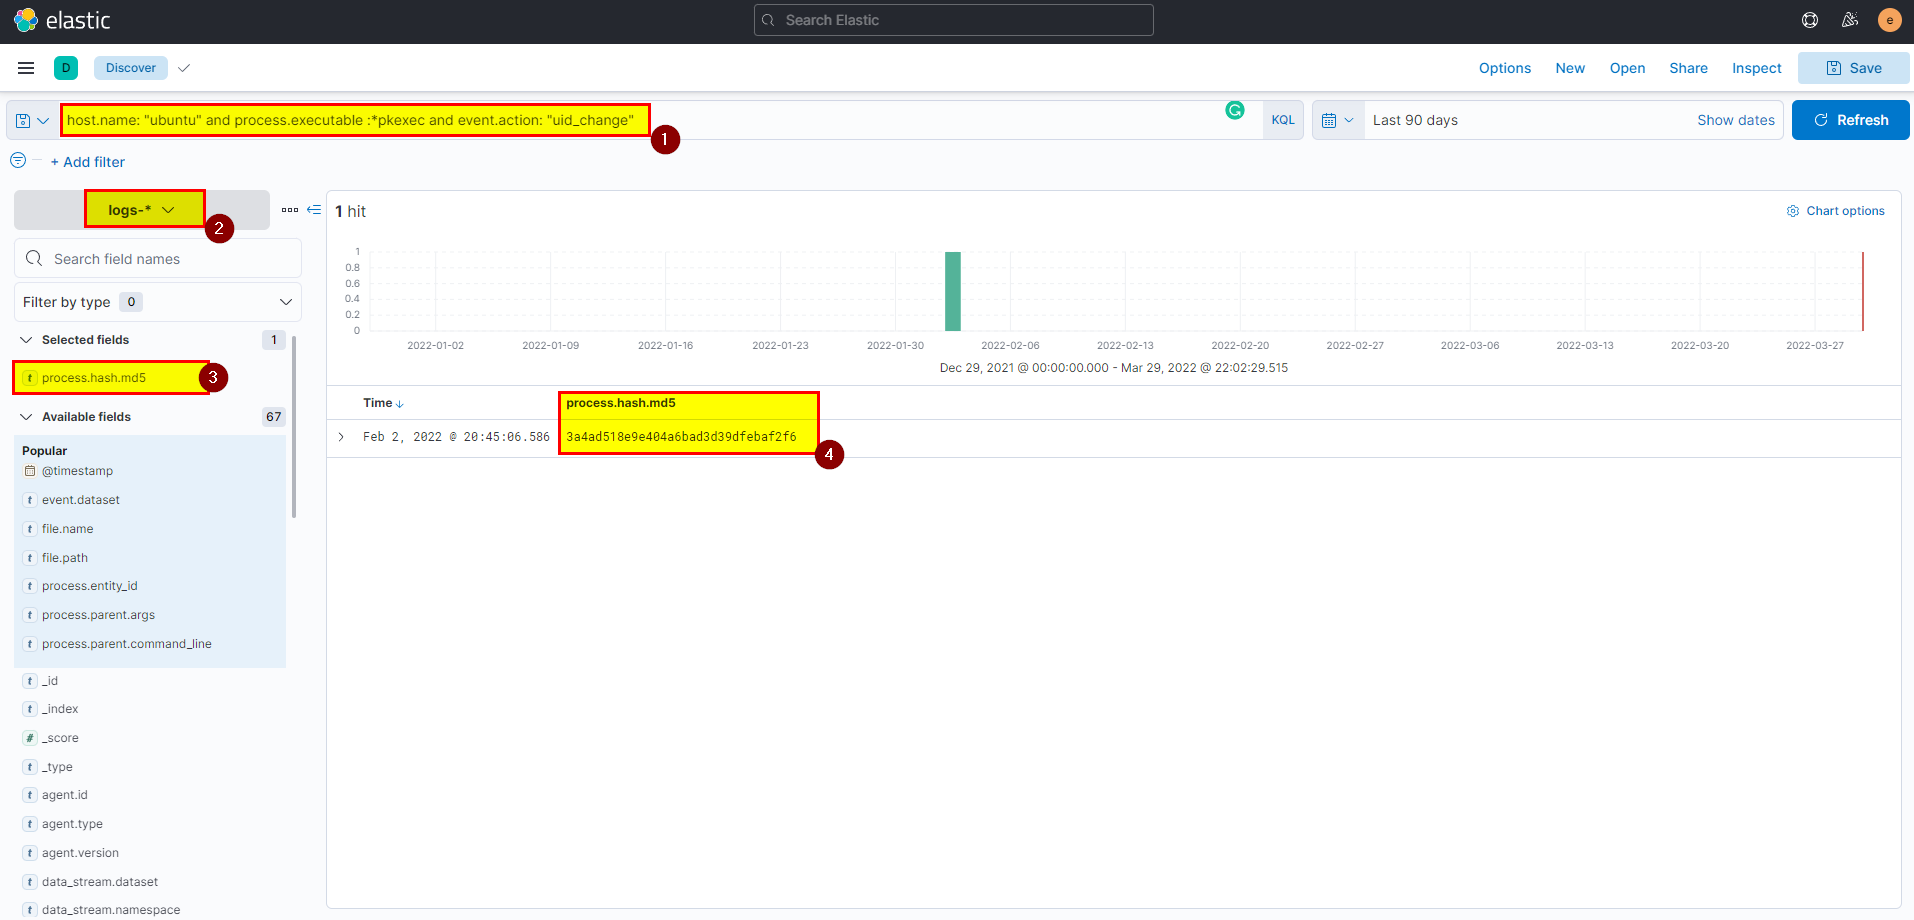 elastic
Search Elastic
e
D
Discover
Options
New
Open
Share
Inspect
Save
host.name: "ubuntu" and process.executable :*pkexec and event.action: "uid_change"
1
KQL
Last 90 days
Show dates
Refresh
+ Add filter
logs-*
2
1 hit
Chart options
Search field names
Filter by type 0
Selected fields 1
t process.hash.md5
3
Available fields 67
Popular
@timestamp
t event.dataset
t file.name
t file.path
t process.entity_id
t process.parent.args
t process.parent.command_line
t _id
t _index
# _score
t _type
t agent.id
t agent.type
t agent.version
t data_stream.dataset
t data_stream.namespace
1
0.8
0.6
0.4
0.2
0
2022-01-02 2022-01-09 2022-01-16 2022-01-23 2022-01-30 2022-02-06 2022-02-13 2022-02-20 2022-02-27 2022-03-06 2022-03-13 2022-03-20 2022-03-27
Dec 29, 2021 @ 00:00:00.000 - Mar 29, 2022 @ 22:02:29.515
Time process.hash.md5
Feb 2, 2022 @ 20:45:06.586 3a4ad518e9e404a6bad3d39dfebaf2f6
4